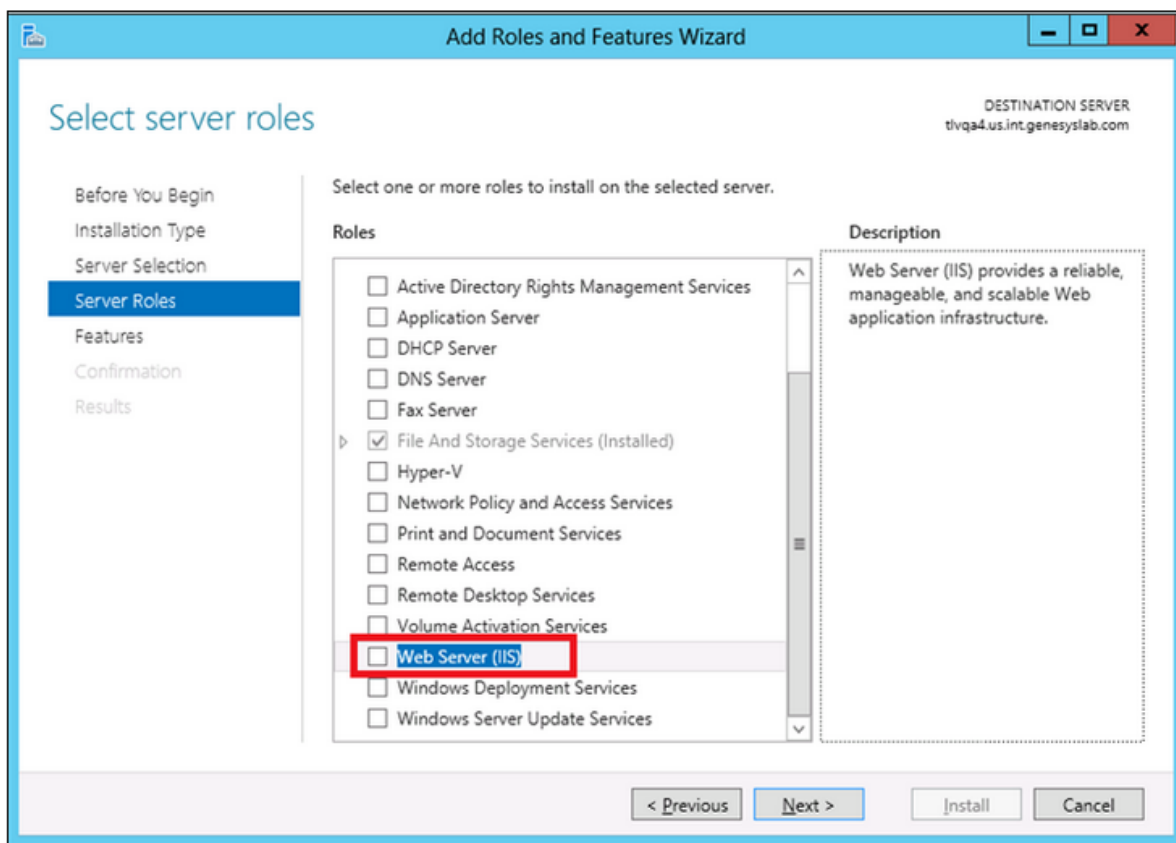 Add Roles and Features Wizard
Select server roles
DESTINATION SERVER
tlvqa4.us.int.genesyslab.com
Before You Begin
Installation Type
Server Selection
Server Roles
Features
Confirmation
Results
Select one or more roles to install on the selected server.
Roles
Active Directory Rights Management Services
Application Server
DHCP Server
DNS Server
Fax Server
File And Storage Services (Installed)
Hyper-V
Network Policy and Access Services
Print and Document Services
Remote Access
Remote Desktop Services
Volume Activation Services
Web Server (IIS)
Windows Deployment Services
Windows Server Update Services
Description
Web Server (IIS) provides a reliable,
manageable, and scalable Web
application infrastructure.
< Previous
Next >
Install
Cancel